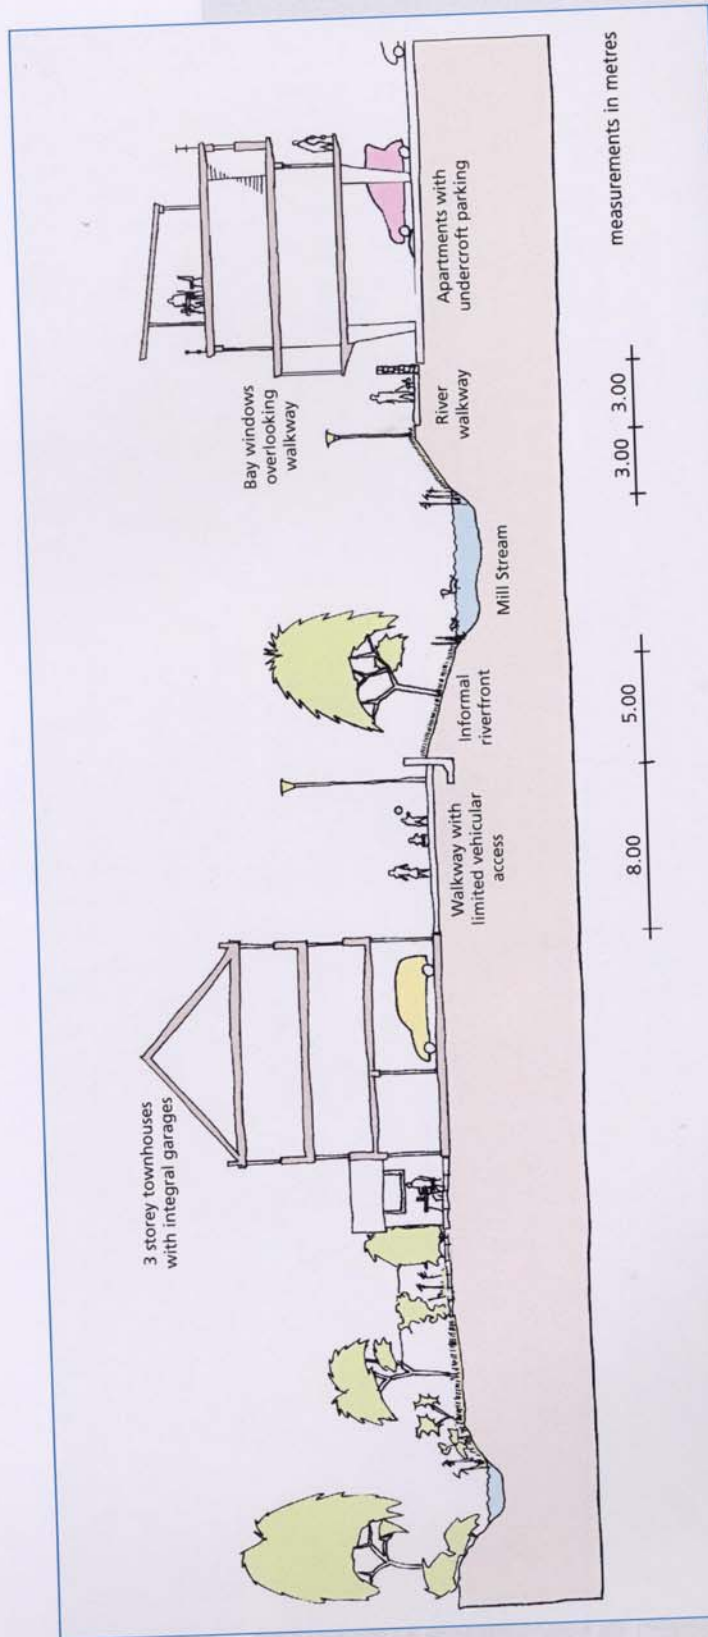 3 storey townhouses
with integral garages
Bay windows
overlooking
walkway
Walkway with
limited vehicular
access
Informal
riverfront
Mill Stream
River
walkway
Apartments with
undercroft parking
8.00
5.00
3.00
3.00
measurements in metres